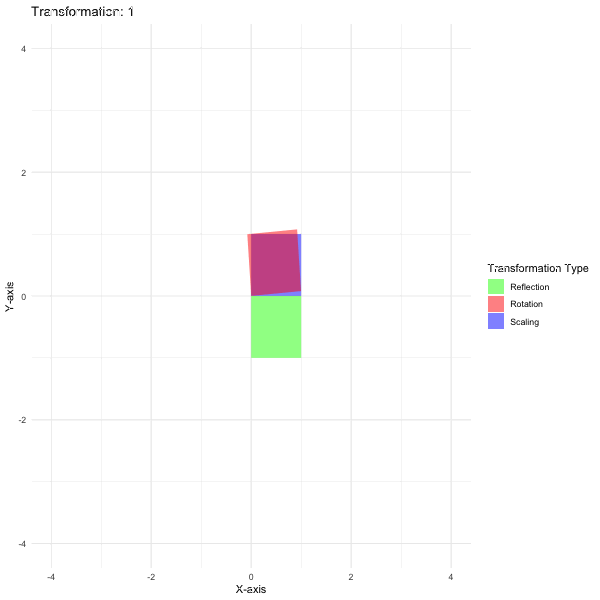 Transformation: 1
4
2
0
-2
-4
Y-axis
-4
-2
0
2
4
X-axis
Transformation Type
Reflection
Rotation
Scaling